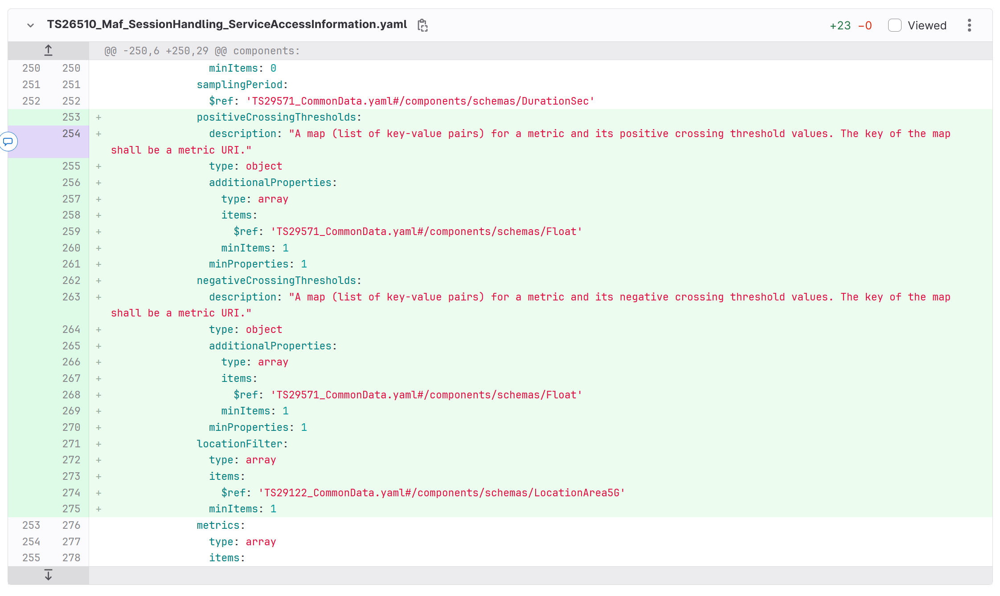 TS26510_Maf_SessionHandling_ServiceAccessInformation.yaml +23 −0 Viewed
@@ -250,6 +250,29 @@ components:
250 250 minItems: 0
251 251 samplingPeriod:
252 252 $ref: 'TS29571_CommonData.yaml#/components/schemas/DurationSec'
253 + positiveCrossingThresholds:
254 + description: "A map (list of key-value pairs) for a metric and its positive crossing threshold values. The key of the map
shall be a metric URI."
255 + type: object
256 + additionalProperties:
257 + type: array
258 + items:
259 + $ref: 'TS29571_CommonData.yaml#/components/schemas/Float'
260 + minItems: 1
261 + minProperties: 1
262 + negativeCrossingThresholds:
263 + description: "A map (list of key-value pairs) for a metric and its negative crossing threshold values. The key of the map
shall be a metric URI."
264 + type: object
265 + additionalProperties:
266 + type: array
267 + items:
268 + $ref: 'TS29571_CommonData.yaml#/components/schemas/Float'
269 + minItems: 1
270 + minProperties: 1
271 + locationFilter:
272 + type: array
273 + items:
274 + $ref: 'TS29122_CommonData.yaml#/components/schemas/LocationArea5G'
275 + minItems: 1
253 276 metrics:
254 277 type: array
255 278 items: